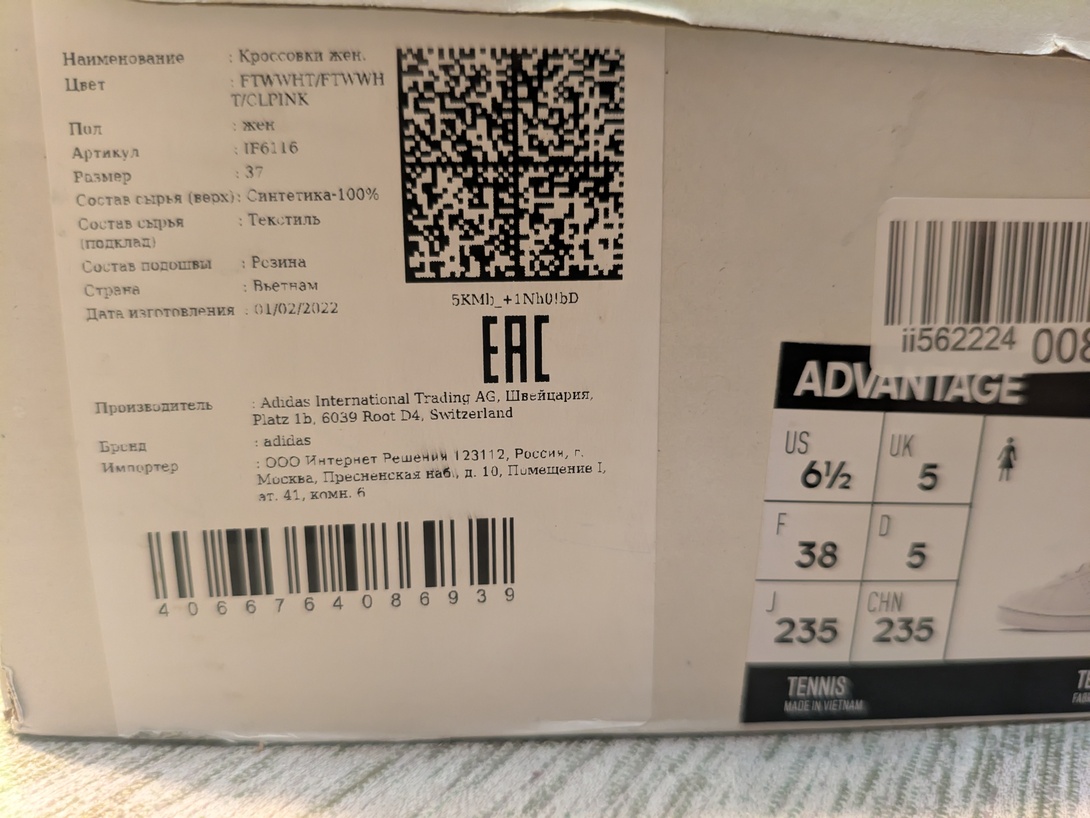 Наименование : Кроссовки жен.
Цвет : FTWWHT/FTWWH
T/CLPINK
Пол : жен
Артикул : IF6116
Размер : 37
Состав сырья (верх): Синтетика-100%
Состав сырья : Текстиль
(подклад)
Состав подошвы : Резина
Страна : Вьетнам
Дата изготовления : 01/02/2022
5KMb_+1Nh0!bD
EAC
Производитель : Adidas International Trading AG, Швейцария,
Platz 1b, 6039 Root D4, Switzerland
Бренд : adidas
Импортер : ООО Интернет Решения 123112, Россия, г.
Москва, Пресненская наб., д. 10, Помещение I,
эт. 41, комн. 6
4066764086939
ii562224 008
ADVANTAGE
US 6½ UK 5
F 38 D 5
J 235 CHN 235
TENNIS
MADE IN VIETNAM